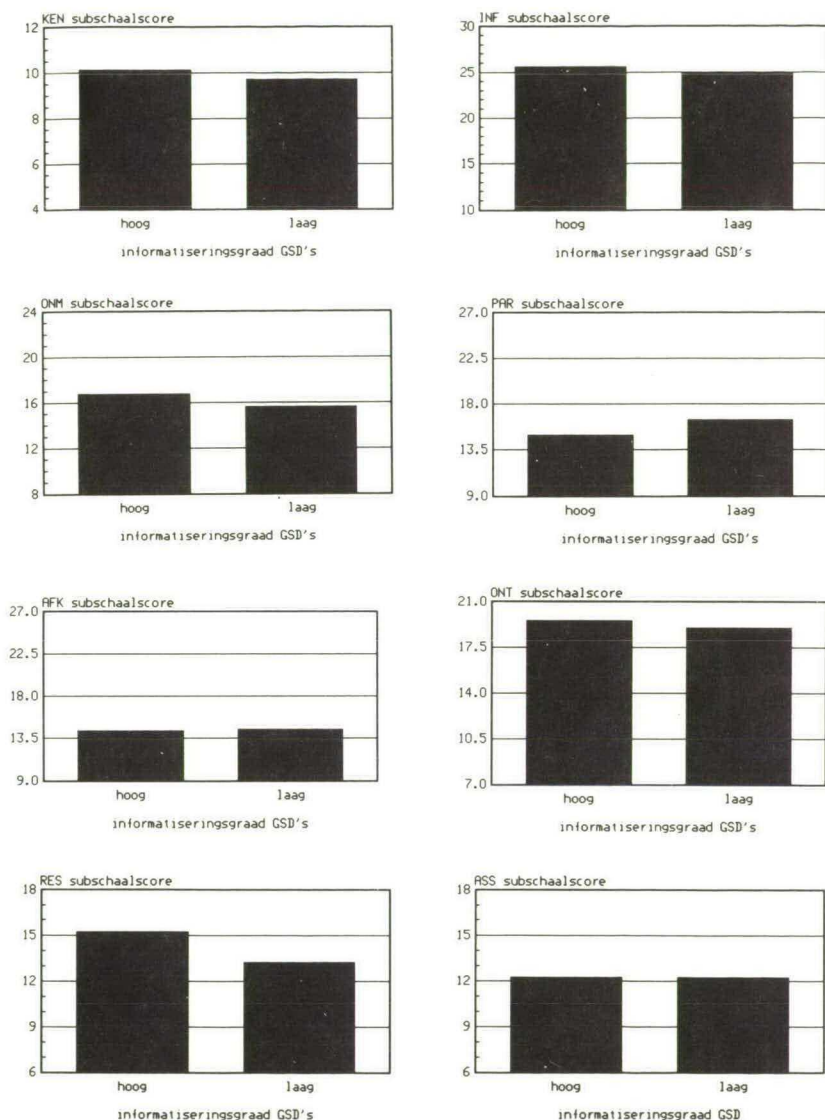 KEN subschaalscore
12
10
8
6
4
hoog laag
informatiseringsgraad GSD's
INF subschaalscore
30
25
20
15
10
hoog laag
informatiseringsgraad GSD's
ONM subschaalscore
24
20
16
12
8
hoog laag
informatiseringsgraad GSD's
PAR subschaalscore
27.0
22.5
18.0
13.5
9.0
hoog laag
informatiseringsgraad GSD's
AFK subschaalscore
27.0
22.5
18.0
13.5
9.0
hoog laag
informatiseringsgraad GSD's
ONT subschaalscore
21.0
17.5
14.0
10.5
7.0
hoog laag
informatiseringsgraad GSD's
RES subschaalscore
18
15
12
9
6
hoog laag
informatiseringsgraad GSD's
ASS subschaalscore
18
15
12
9
6
hoog laag
informatiseringsgraad GSD